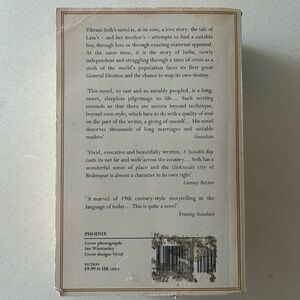 Vikram Seth's novel is, at its core, a love story: the tale of
Lata's – and her mother's – attempts to find a suitable
boy, through love or through exacting maternal appraisal.
At the same time, it is the story of India, newly
independent and struggling through a time of crisis as a
sixth of the world's population faces its first great
General Election and the chance to map its own destiny.
'This novel, so vast and so amiably peopled, is a long,
sweet, sleepless pilgrimage to life… Such writing
reminds us that there are secrets beyond technique,
beyond even style, which have to do with a quality of soul
on the part of the writer, a giving of oneself… His novel
deserves thousands of long marriages and suitable
readers'
Guardian
'Vivid, evocative and beautifully written, A Suitable Boy
casts its net far and wide across the country… Seth has a
wonderful sense of place and the (fictional) city of
Brahmpur is almost a character in its own right'
Literary Review
'A marvel of 19th century-style storytelling in the
language of today… This is quite a novel'
Evening Standard
PHOENIX
Cover photograph:
Ian Winstanley
Cover design: Vivid
FICTION
£9.99 IN UK ONLY